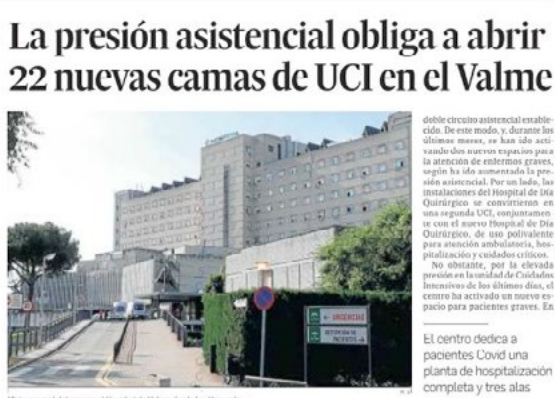 La presión asistencial obliga a abrir
22 nuevas camas de UCI en el Valme
doble circuito asistencial estable-
cido. De este modo, y, durante los
últimos meses, se han ido acti-
vando dos nuevos espacios para
la atención de enfermos graves,
según ha ido aumentado la pre-
sión asistencial. Por un lado, las
instalaciones del Hospital de Día
Quirúrgico se convirtieron en
una segunda UCI, conjuntamen-
te con el nuevo Hospital de Día
Quirúrgico, de uso polivalente
para atención ambulatoria, hos-
pitalización y cuidados críticos.
No obstante, por la elevada
presión en la unidad de Cuidados
Intensivos de los últimos días, el
centro ha activado un nuevo es-
pacio para pacientes graves. En
El centro dedica a
pacientes Covid una
planta de hospitalización
completa y tres alas
URGENCIAS
RECEPCIÓN DE
PACIENTES